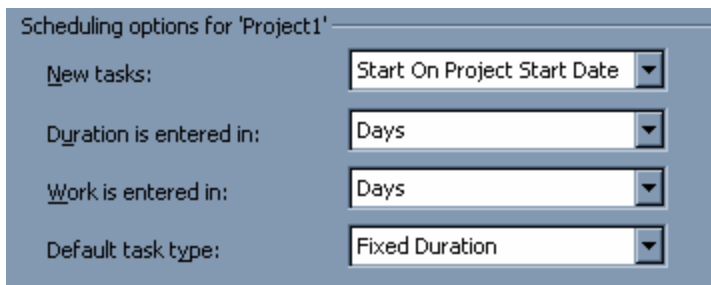 Scheduling options for 'Project1'
New tasks: Start On Project Start Date
Duration is entered in: Days
Work is entered in: Days
Default task type: Fixed Duration